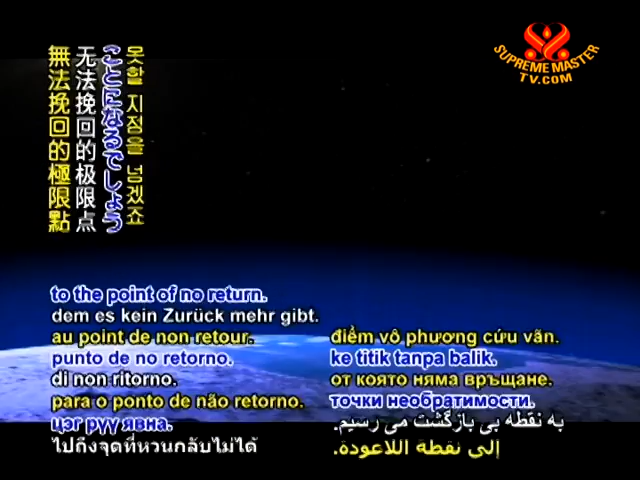 SUPREME MASTER
TV.COM
못할 지점을 넘겠죠
ことになるでしょう
无法挽回的极限点
無法挽回的極限點
to the point of no return.
dem es kein Zurück mehr gibt.
au point de non retour.
punto de no retorno.
di non ritorno.
para o ponto de não retorno.
цэг рүү явна.
ไปถึงจุดที่หวนกลับไม่ได้
điểm vô phương cứu vãn.
ke titik tanpa balik.
от която няма връщане.
точки необратимости.
به نقطه بی بازگشت می رسیم.
إلى نقطة اللاعودة.